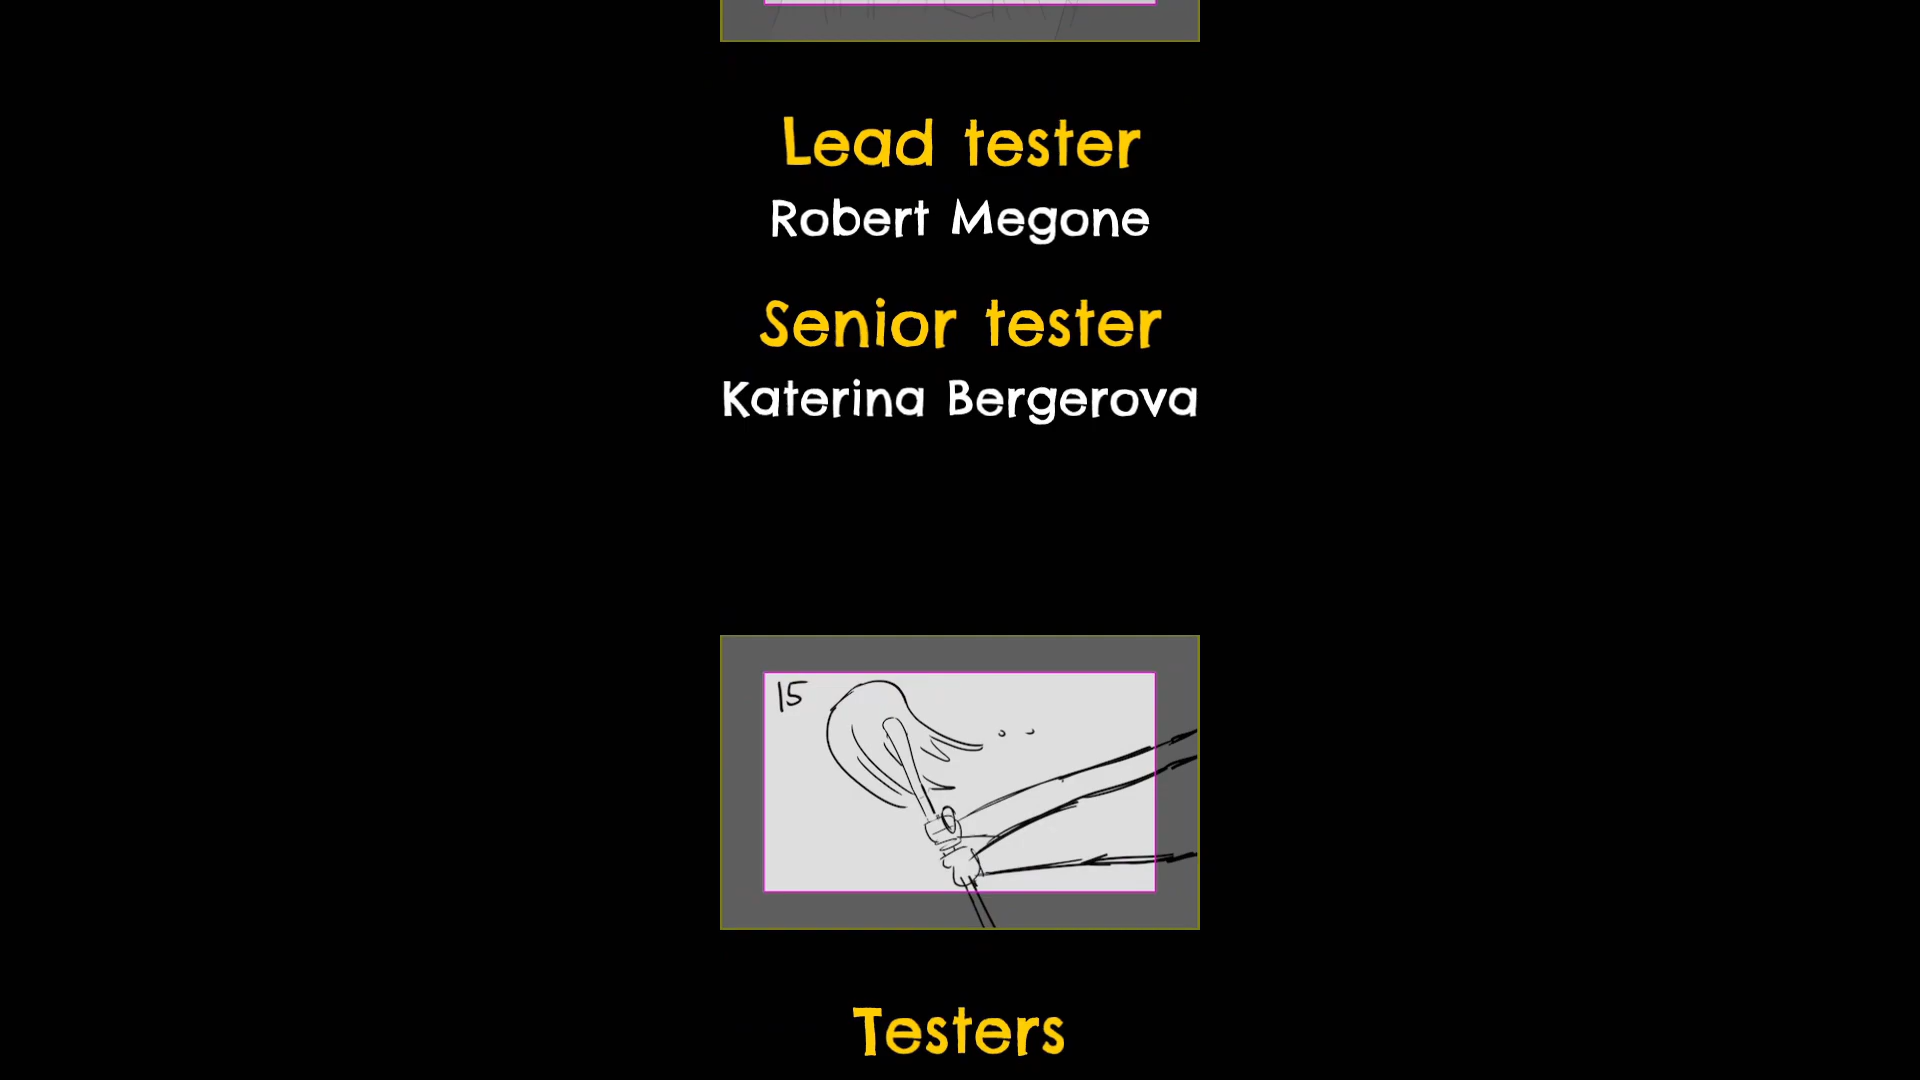 Lead tester
Robert Megone
Senior tester
Katerina Bergerova
15
Testers